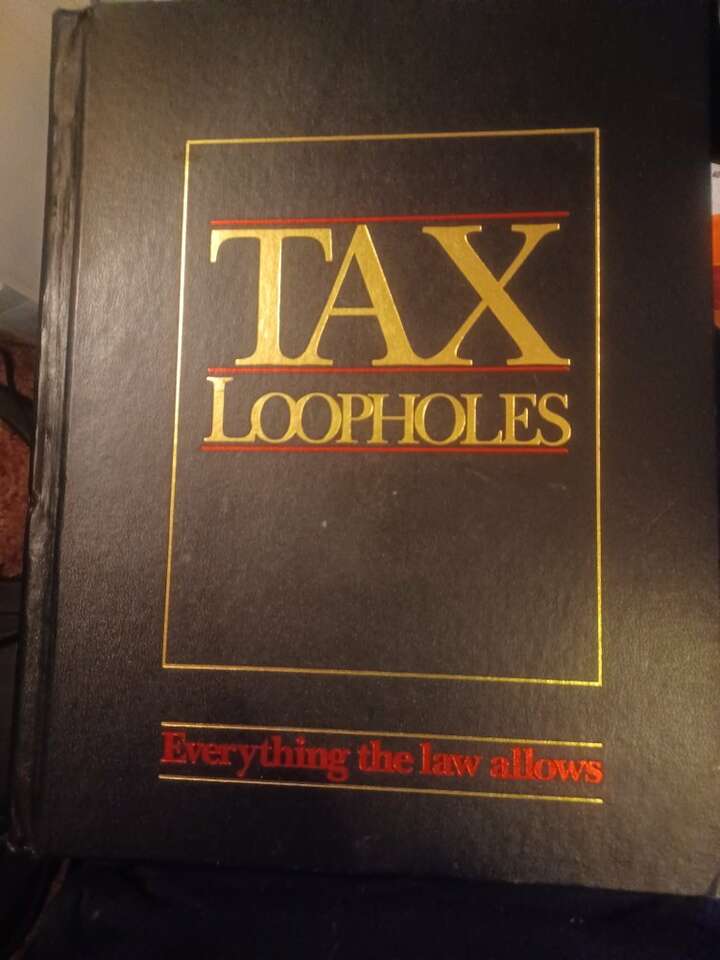 TAX
LOOPHOLES
Everything the law allows